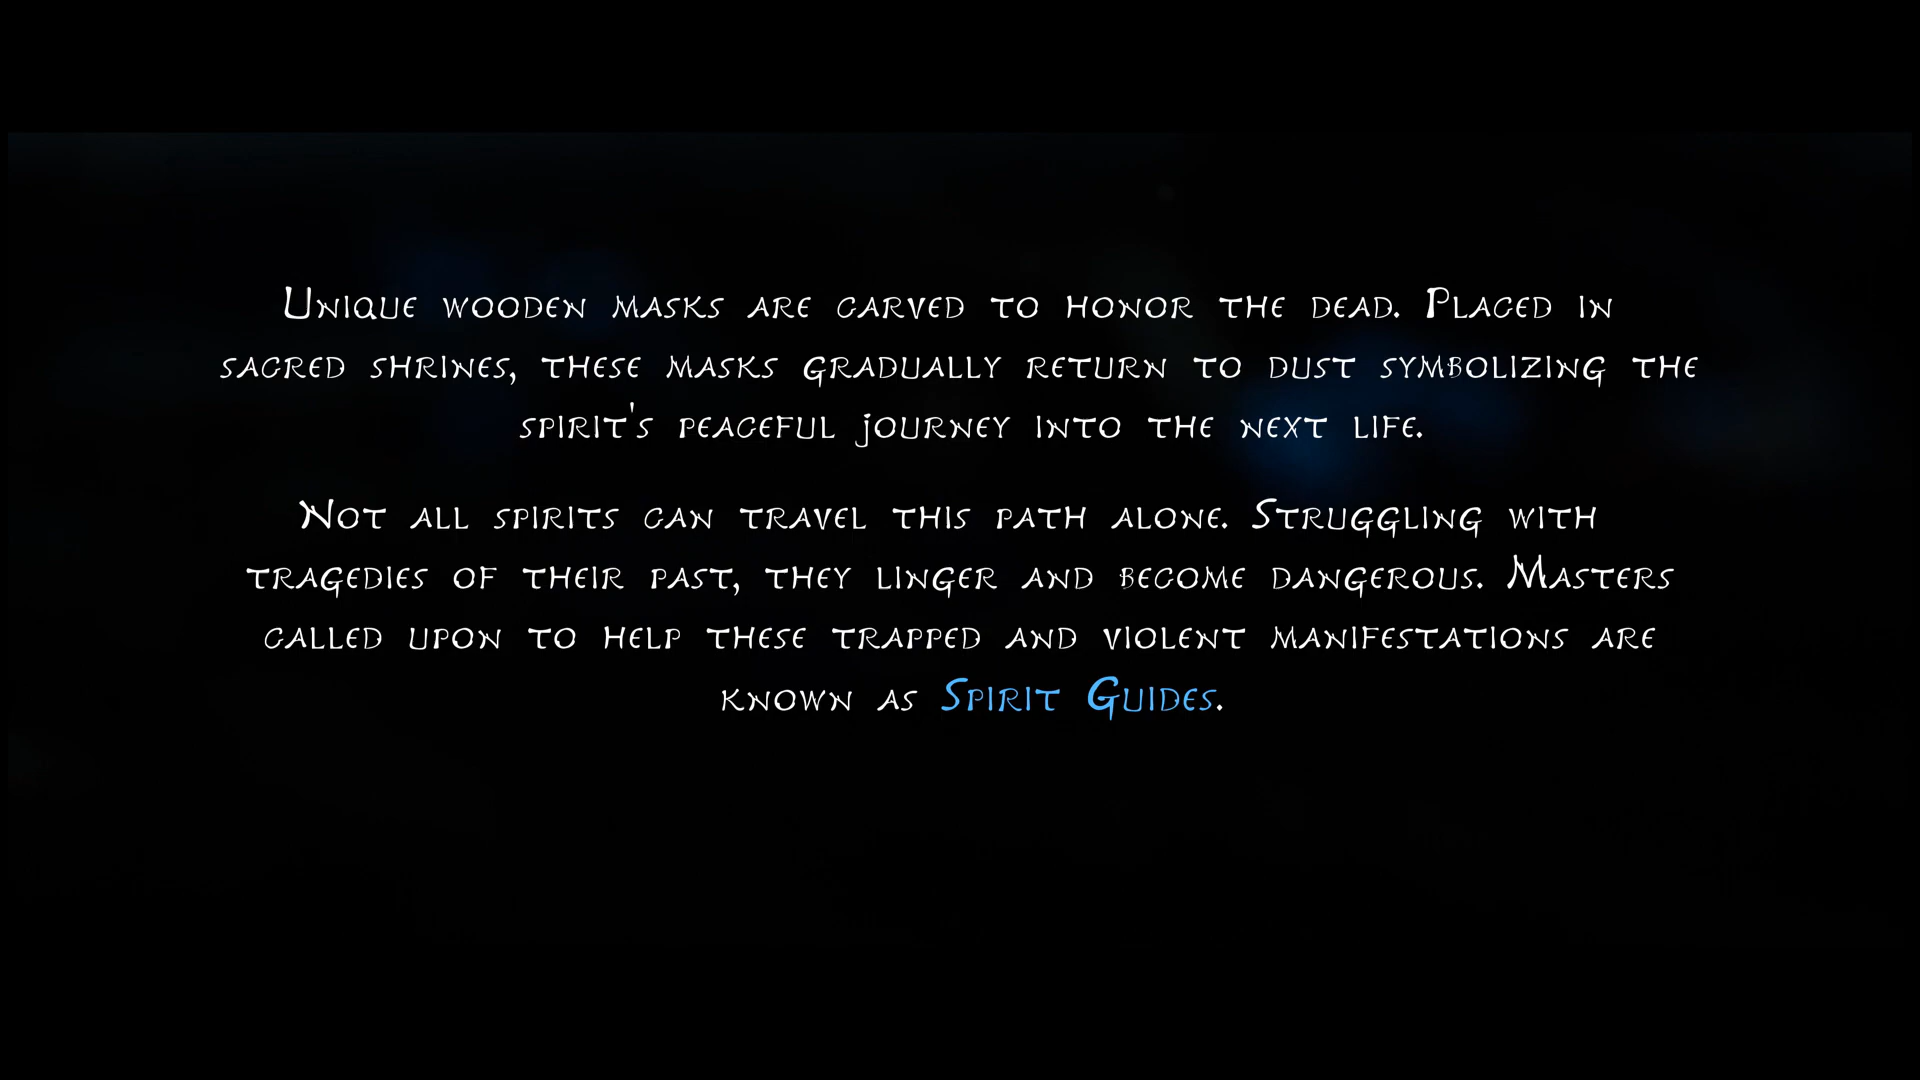 Unique wooden masks are carved to honor the dead. Placed in
sacred shrines, these masks gradually return to dust symbolizing the
spirit's peaceful journey into the next life.
Not all spirits can travel this path alone. Struggling with
tragedies of their past, they linger and become dangerous. Masters
called upon to help these trapped and violent manifestations are
known as Spirit Guides.